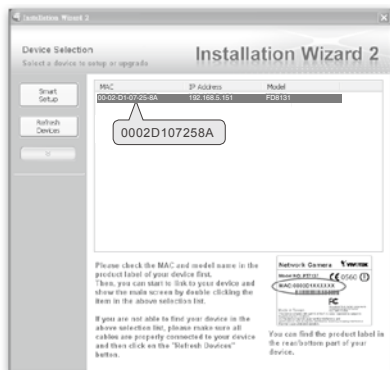 Installation Wizard 2
Device Selection
Select a device to setup or upgrade
Installation Wizard 2
Smart
Setup
Refresh
Devices
MAC IP Address Model
00-02-D1-07-25-8A 192.168.5.151 FD8131
0002D107258A
Please check the MAC and model name in the
product label of your device first.
Then, you can start to link to your device and
show the main screen by double clicking the
item in the above selection list.
If you are not able to find your device in the
above selection list, please make sure all
cables are properly connected to your device
and then click on the "Refresh Devices"
button.
Network Camera VIVOTEK
Model NO.
0560
MAC:0002D1XXXXXX
FC
You can find the product label in
the rear/bottom part of your
device.